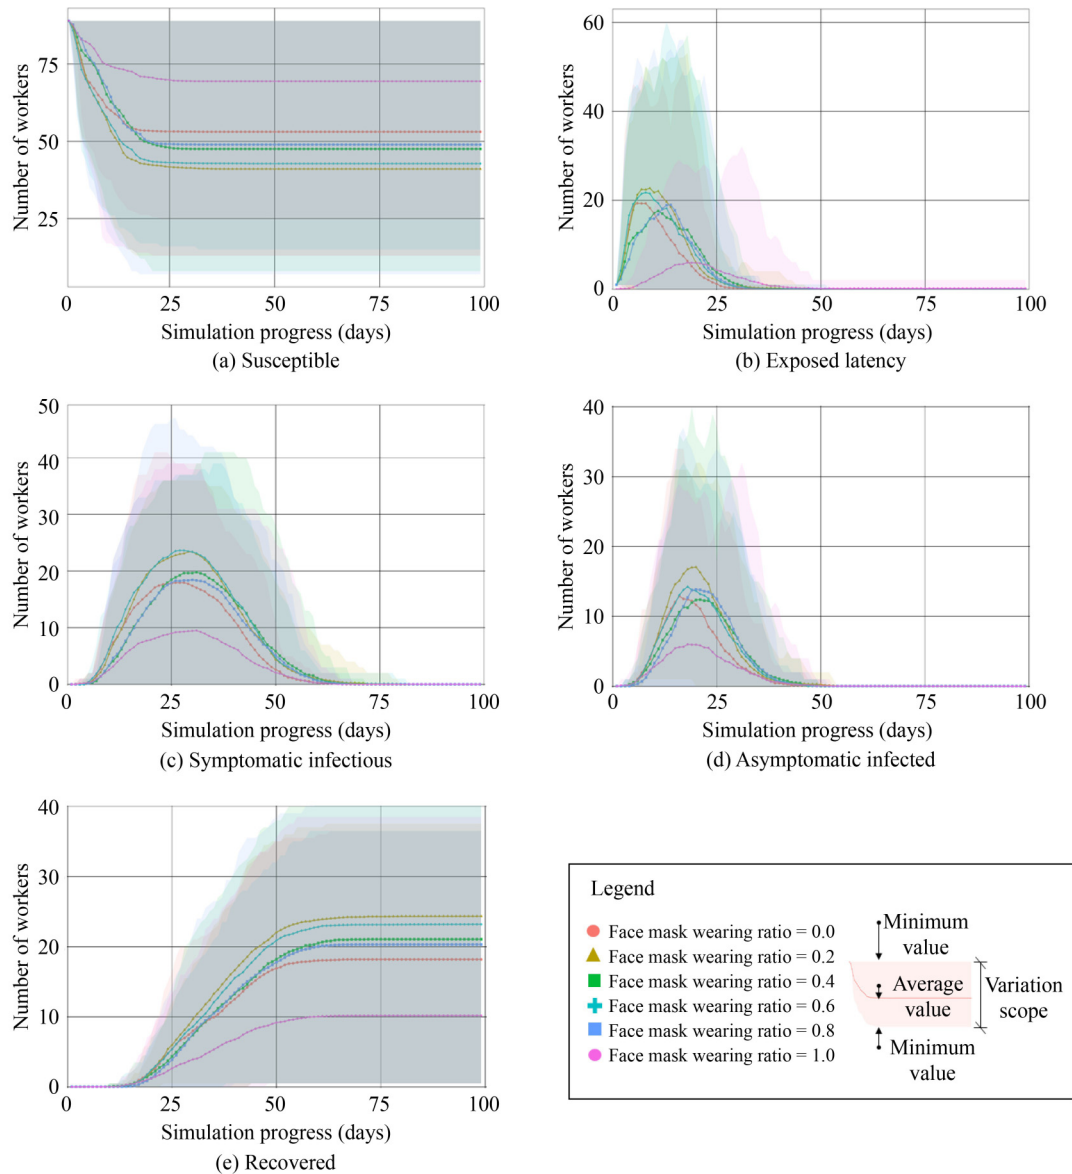 Number of workers
75
50
25
0
25
50
75
100
Simulation progress (days)
(a) Susceptible
Number of workers
60
40
20
0
0
25
50
75
100
Simulation progress (days)
(b) Exposed latency
Number of workers
50
40
30
20
10
0
0
25
50
75
100
Simulation progress (days)
(c) Symptomatic infectious
Number of workers
40
30
20
10
0
0
25
50
75
100
Simulation progress (days)
(d) Asymptomatic infected
Number of workers
40
30
20
10
0
0
25
50
75
100
Simulation progress (days)
(e) Recovered
Legend
Face mask wearing ratio = 0.0
Face mask wearing ratio = 0.2
Face mask wearing ratio = 0.4
Face mask wearing ratio = 0.6
Face mask wearing ratio = 0.8
Face mask wearing ratio = 1.0
Minimum
value
Average
value
Variation
scope
Minimum
value